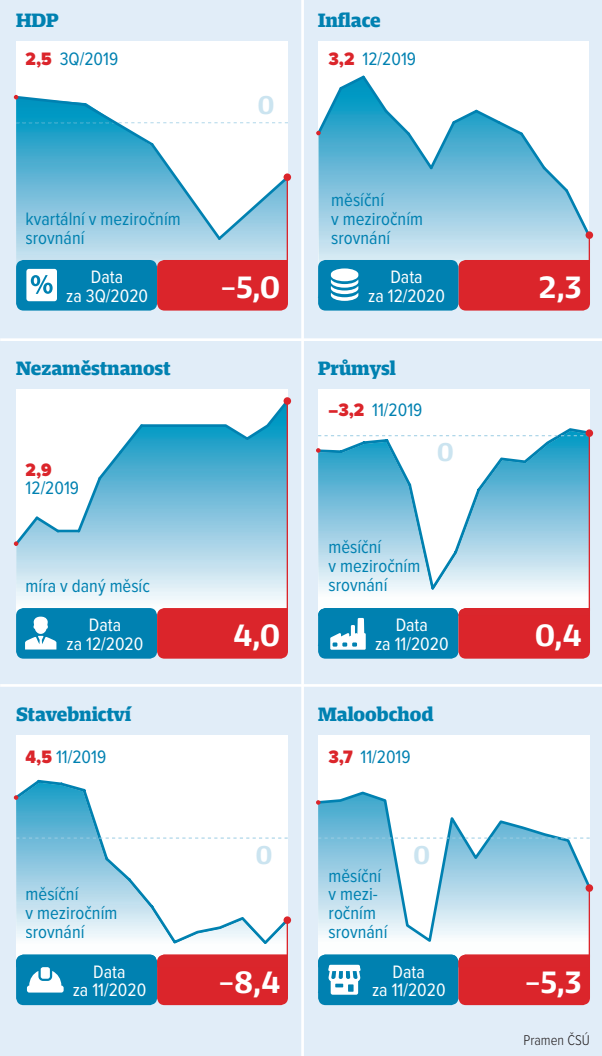 HDP
2,5 3Q/2019
0
kvartální v meziročním
srovnání
%
Data
za 3Q/2020
–5,0
Inflace
3,2 12/2019
měsíční
v meziročním
srovnání
Data
za 12/2020
2,3
Nezaměstnanost
2,9
12/2019
míra v daný měsíc
Data
za 12/2020
4,0
Průmysl
–3,2 11/2019
0
měsíční
v meziročním
srovnání
Data
za 11/2020
0,4
Stavebnictví
4,5 11/2019
0
měsíční
v meziročním
srovnání
Data
za 11/2020
–8,4
Maloobchod
3,7 11/2019
0
měsíční
v mezi-
ročním
srovnání
Data
za 11/2020
–5,3
Pramen ČSÚ